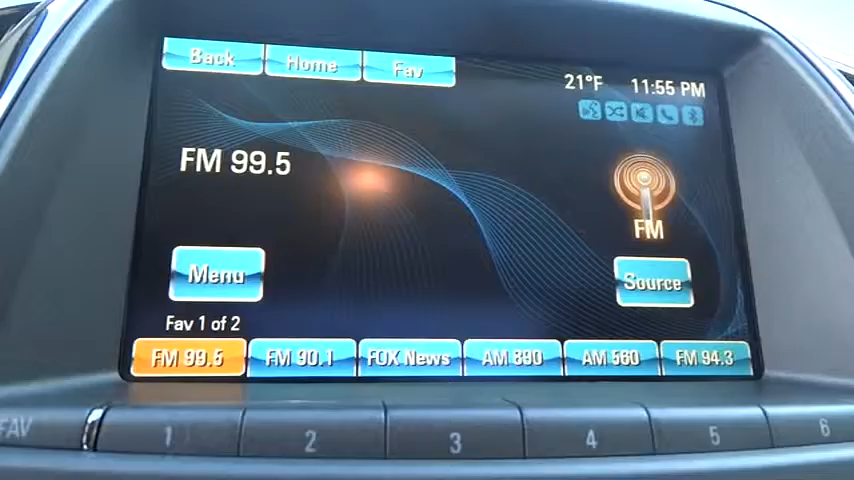 Back Home Fav
21°F 11:55 PM
FM 99.5
FM
Menu
Source
Fav 1 of 2
FM 99.5 FM 90.1 FOX News AM 890 AM 560 FM 94.3
FAV 1 2 3 4 5 6